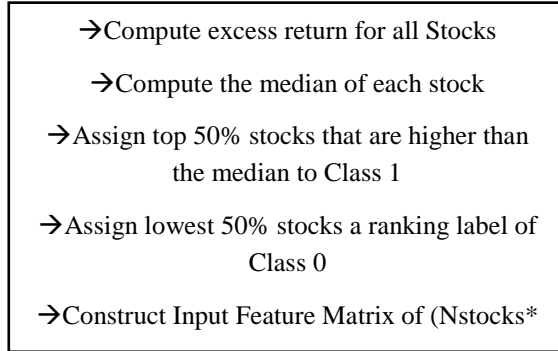 →Compute excess return for all Stocks
→Compute the median of each stock
→Assign top 50% stocks that are higher than
the median to Class 1
→Assign lowest 50% stocks a ranking label of
Class 0
→Construct Input Feature Matrix of (Nstocks*